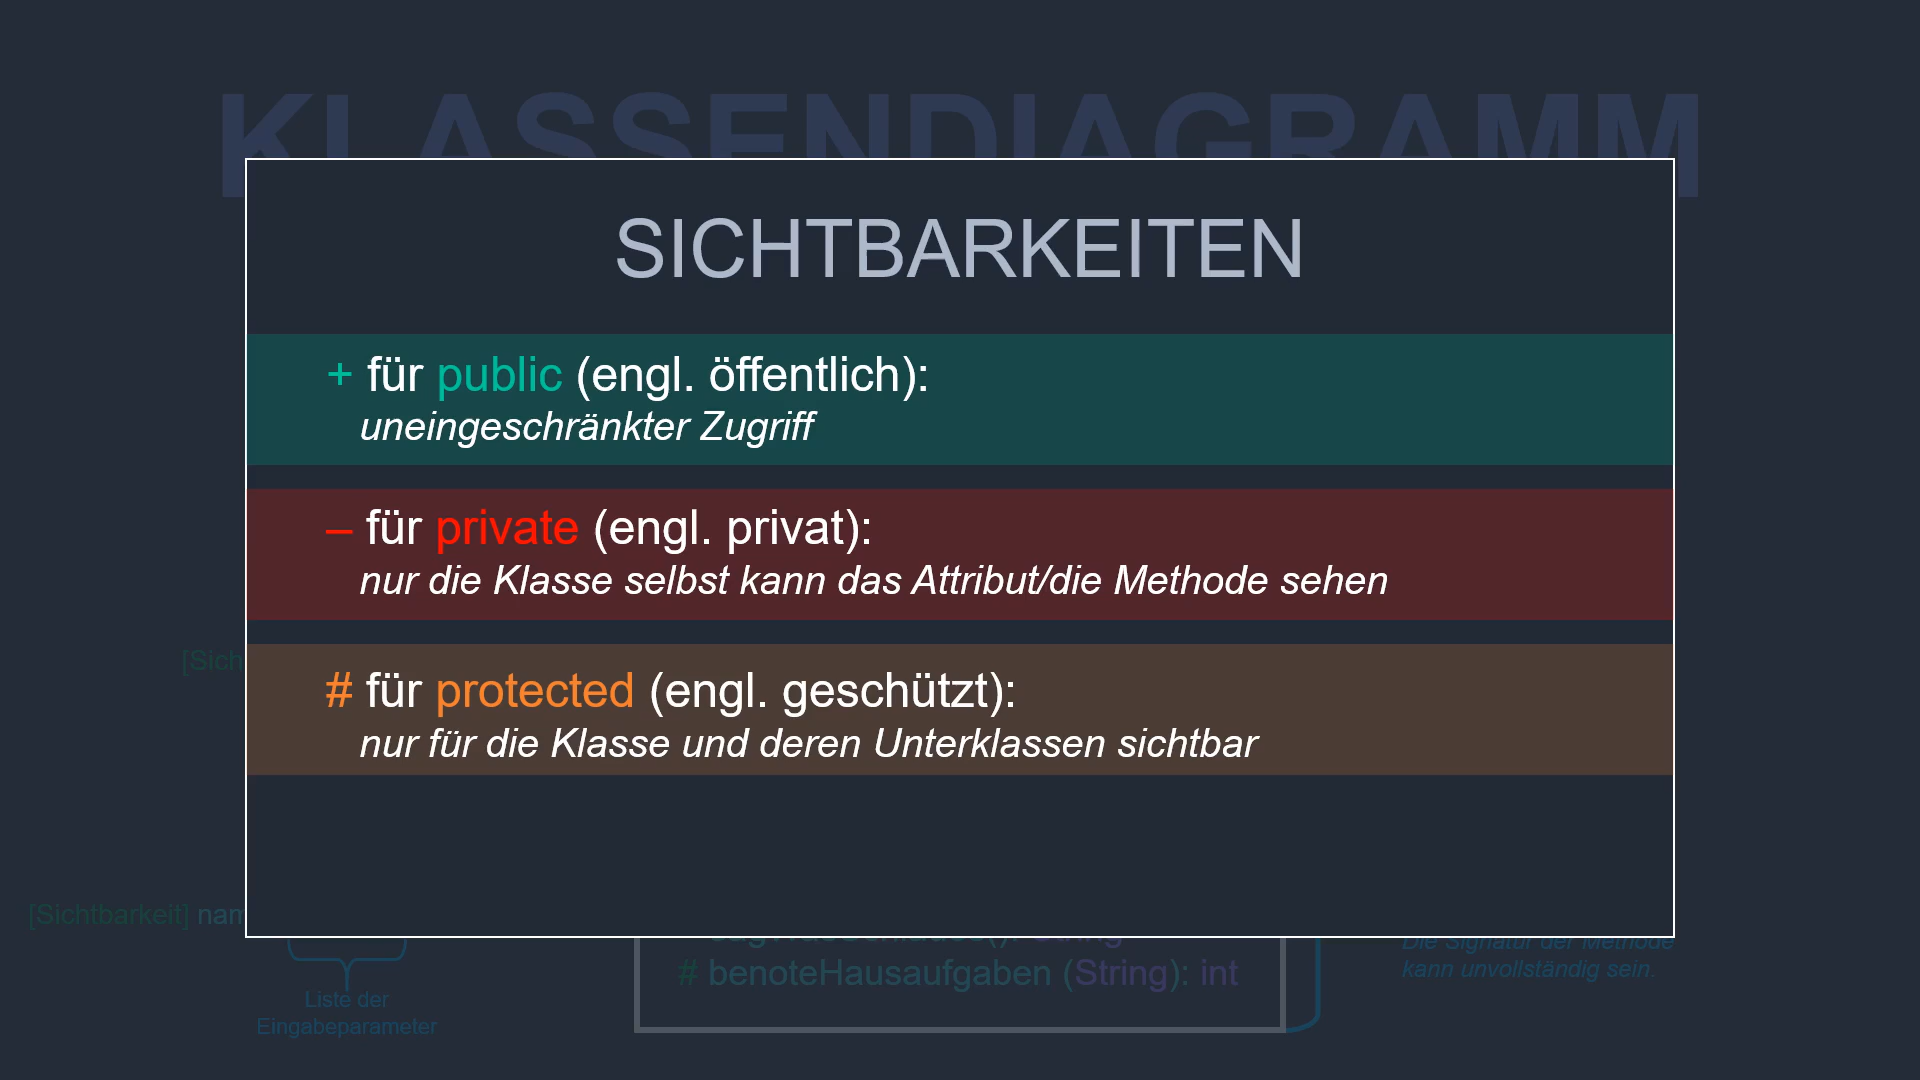 KLASSENDIAGRAMM
SICHTBARKEITEN
+ für public (engl. öffentlich):
uneingeschränkter Zugriff
– für private (engl. privat):
nur die Klasse selbst kann das Attribut/die Methode sehen
# für protected (engl. geschützt):
nur für die Klasse und deren Unterklassen sichtbar
[Sich
[Sichtbarkeit] nam
# benoteHausaufgaben (String): int
Die Signatur der Methode
kann unvollständig sein.
Liste der
Eingabeparameter